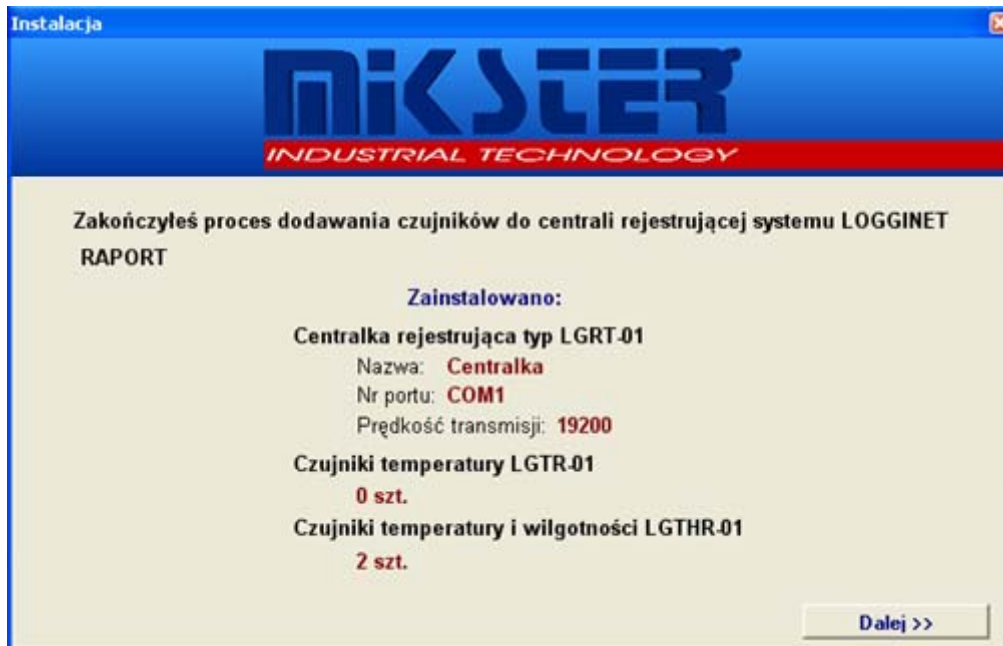 Instalacja
MIKSTER
INDUSTRIAL TECHNOLOGY
Zakończyłeś proces dodawania czujników do centrali rejestrującej systemu LOGGINET
RAPORT
Zainstalowano:
Centralka rejestrująca typ LGRT-01
Nazwa: Centralka
Nr portu: COM1
Prędkość transmisji: 19200
Czujniki temperatury LGTR-01
0 szt.
Czujniki temperatury i wilgotności LGTHR-01
2 szt.
Dalej >>